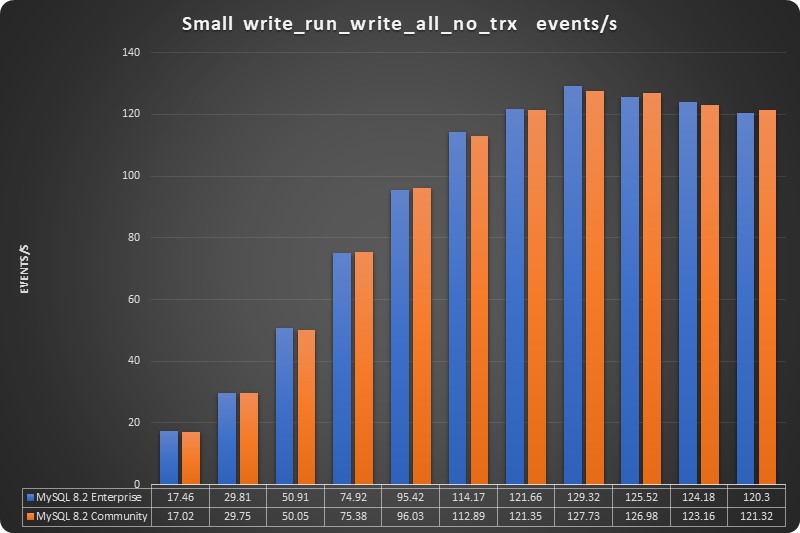 Small write_run_write_all_no_trx events/s
140
120
100
80
60
40
20
0
EVENTS/S
MySQL 8.2 Enterprise 17.46 29.81 50.91 74.92 95.42 114.17 121.66 129.32 125.52 124.18 120.3
MySQL 8.2 Community 17.02 29.75 50.05 75.38 96.03 112.89 121.35 127.73 126.98 123.16 121.32